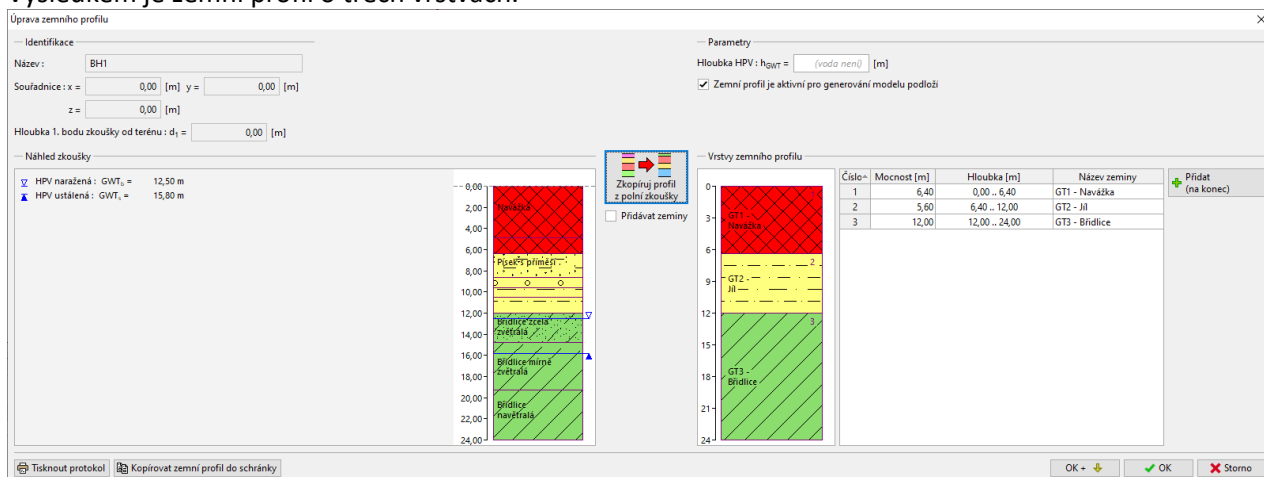 Výsledkem je zemní profil o třech vrstvách.
Úprava zemního profilu
Identifikace
Název : BH1
Souřadnice : x = 0,00 [m] y = 0,00 [m]
z = 0,00 [m]
Hloubka 1. bodu zkoušky od terénu : d₁ = 0,00 [m]
Parametry
Hloubka HPV : hGWT = (voda není) [m]
Zemní profil je aktivní pro generování modelu podloží
Náhled zkoušky
HPV naražená : GWTₙ = 12,50 m
HPV ustálená : GWTᵤ = 15,80 m
0,00
2,00
4,00
6,00
8,00
10,00
12,00
14,00
16,00
18,00
20,00
22,00
24,00
Navážka
Písek s příměsí
Břidlice zcela
zvětralá
Břidlice mírně
zvětralá
Břidlice
navětralá
Zkopíruj profil
z polní zkoušky
Přidávat zeminy
Vrstvy zemního profilu
0
3
6
9
12
15
18
21
24
GT1 -
Navážka
2
GT2 -
Jíl
3
GT3 -
Břidlice
Číslo Mocnost [m] Hloubka [m] Název zeminy
1 6,40 0,00 .. 6,40 GT1 - Navážka
2 5,60 6,40 .. 12,00 GT2 - Jíl
3 12,00 12,00 .. 24,00 GT3 - Břidlice
Přidat
(na konec)
Tisknout protokol Kopírovat zemní profil do schránky OK + OK Storno